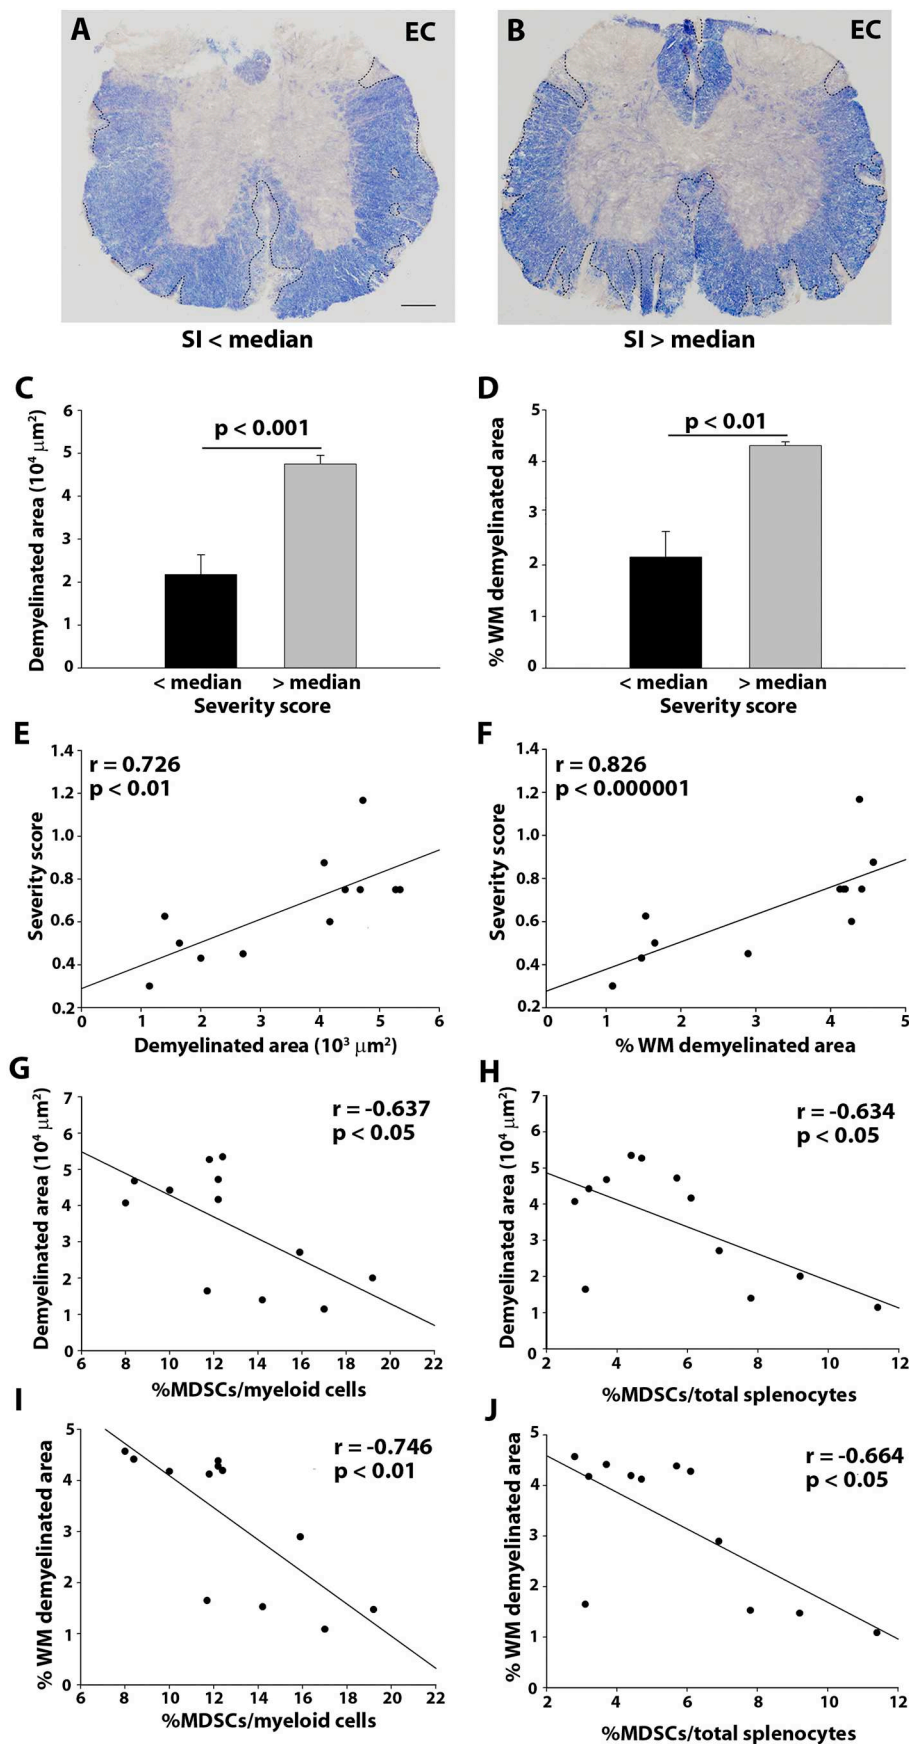 A
EC
B
EC
SI < median
SI > median
C
Demyelinated area (10⁴ μm²)
6
5
4
3
2
1
0
p < 0.001
< median
> median
Severity score
D
% WM demyelinated area
5
4
3
2
1
0
p < 0.01
< median
> median
Severity score
E
Severity score
1.4
1.2
1.0
0.8
0.6
0.4
0.2
r = 0.726
p < 0.01
0 1 2 3 4 5 6
Demyelinated area (10³ μm²)
F
Severity score
1.4
1.2
1.0
0.8
0.6
0.4
0.2
r = 0.826
p < 0.000001
0 1 2 3 4 5
% WM demyelinated area
G
Demyelinated area (10⁴ μm²)
7
6
5
4
3
2
1
0
r = -0.637
p < 0.05
6 8 10 12 14 16 18 20 22
%MDSCs/myeloid cells
H
Demyelinated area (10⁴ μm²)
7
6
5
4
3
2
1
0
r = -0.634
p < 0.05
2 4 6 8 10 12
%MDSCs/total splenocytes
I
% WM demyelinated area
5
4
3
2
1
0
r = -0.746
p < 0.01
6 8 10 12 14 16 18 20 22
%MDSCs/myeloid cells
J
% WM demyelinated area
5
4
3
2
1
0
r = -0.664
p < 0.05
2 4 6 8 10 12
%MDSCs/total splenocytes